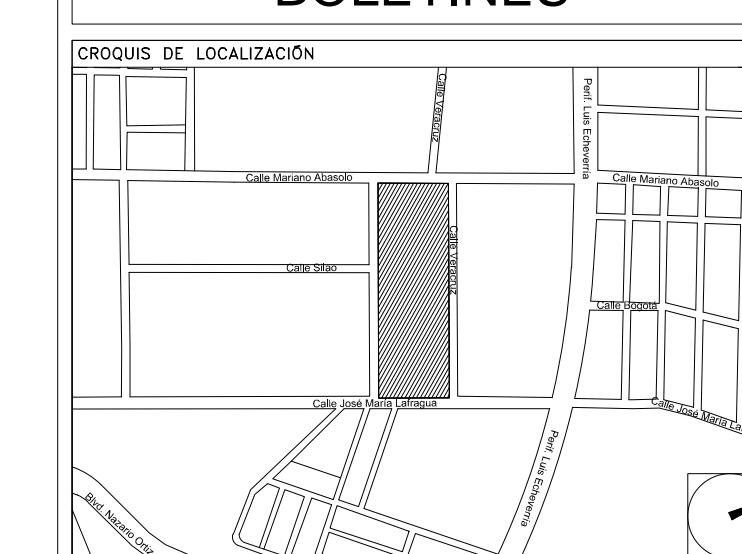 BOLETINES
CROQUIS DE LOCALIZACIÓN
Calle Veracruz
Perif. Luis Echeverría
Calle Mariano Abasolo
Calle Mariano Abasolo
Calle Veracruz
Calle Silao
Calle Bogotá
Calle José María Lafragua
Calle José María La
Perif. Luis Echeverría
Blvd. Nazario Ortiz